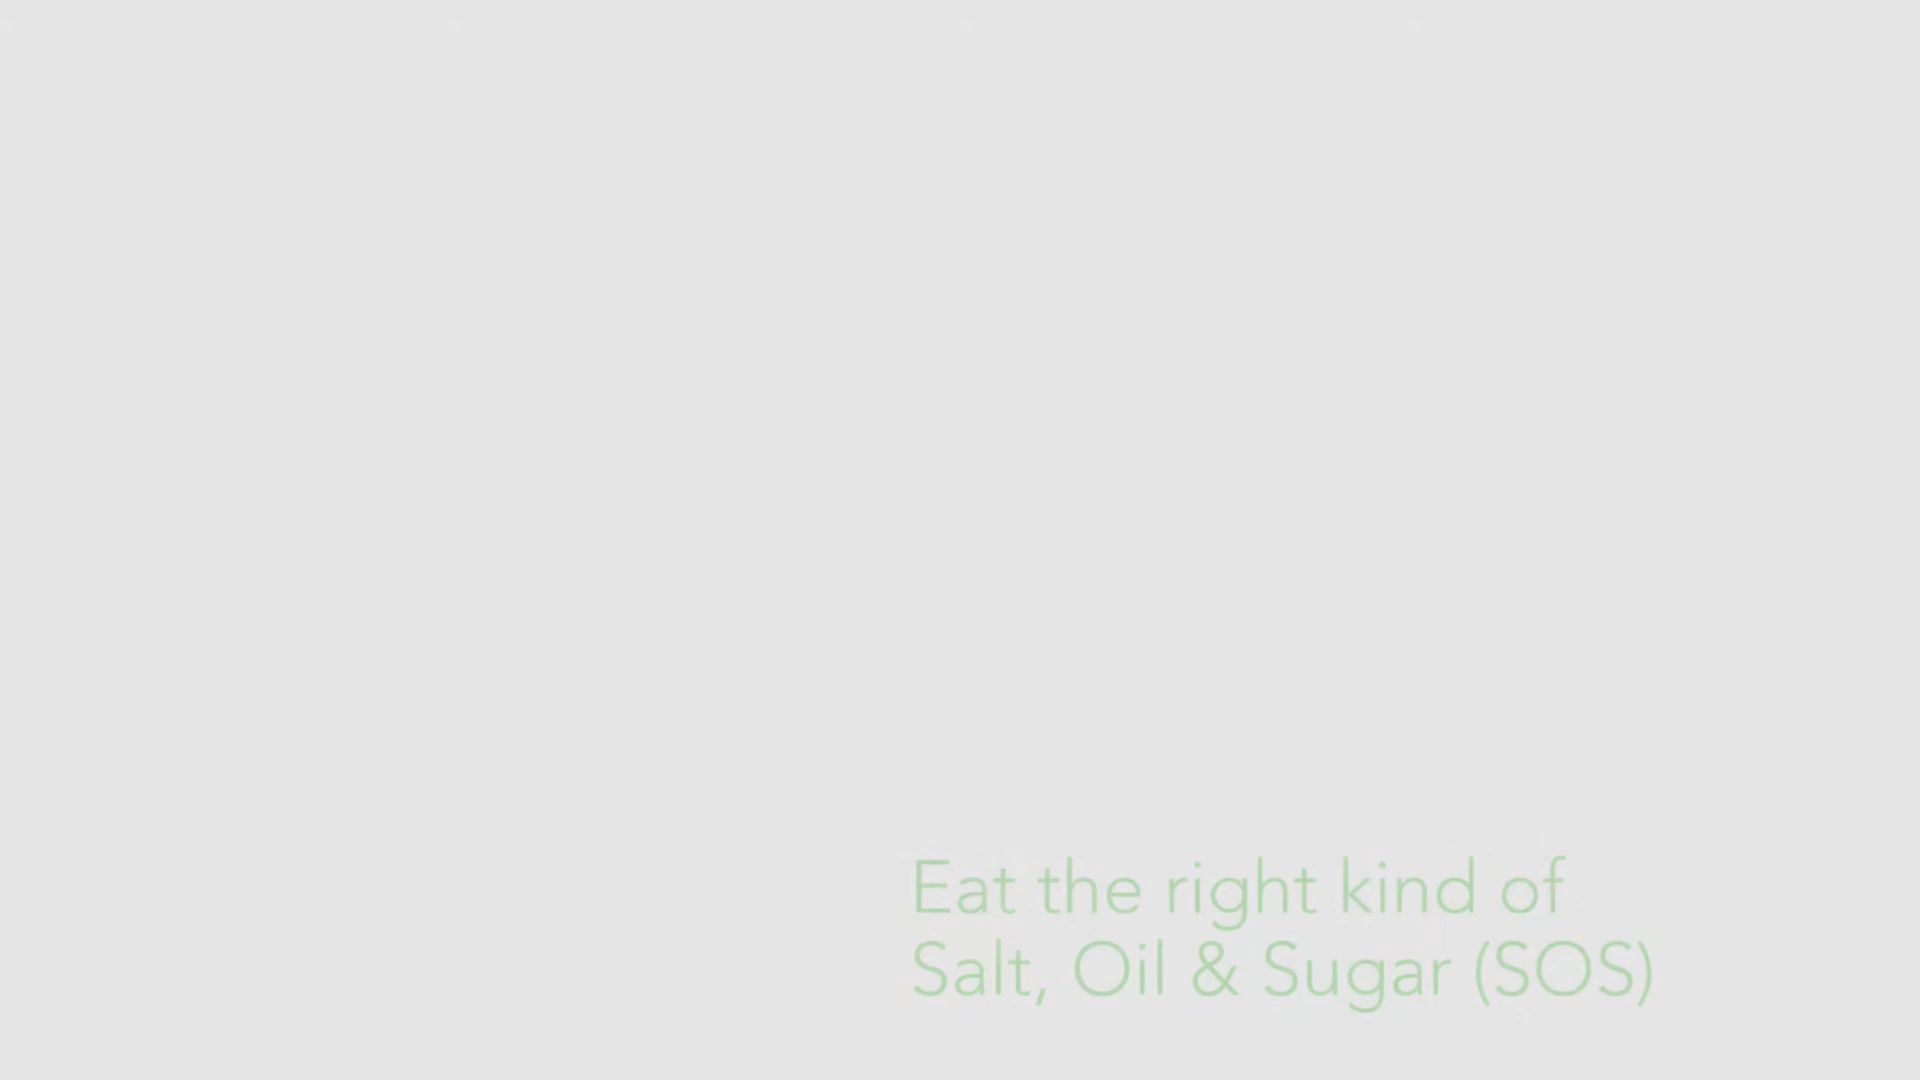 Eat the right kind of
Salt, Oil & Sugar (SOS)